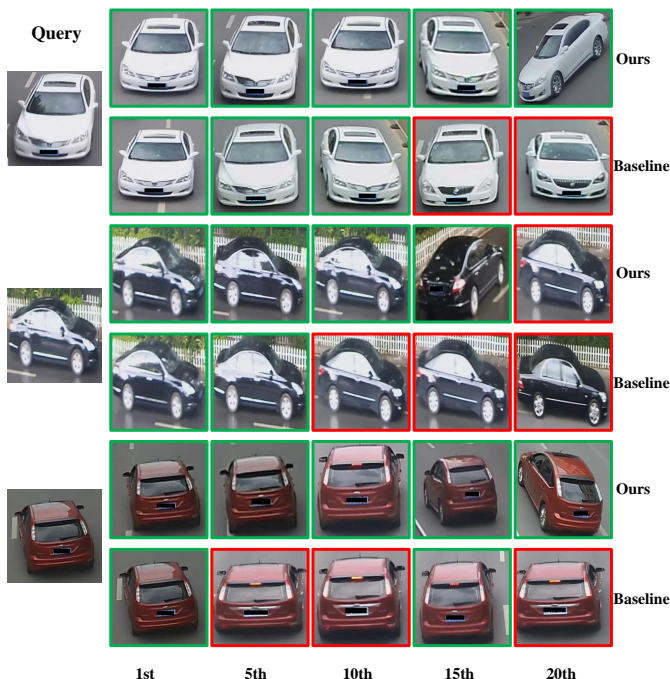 Query
Ours
Baseline
Ours
Baseline
Ours
Baseline
1st 5th 10th 15th 20th